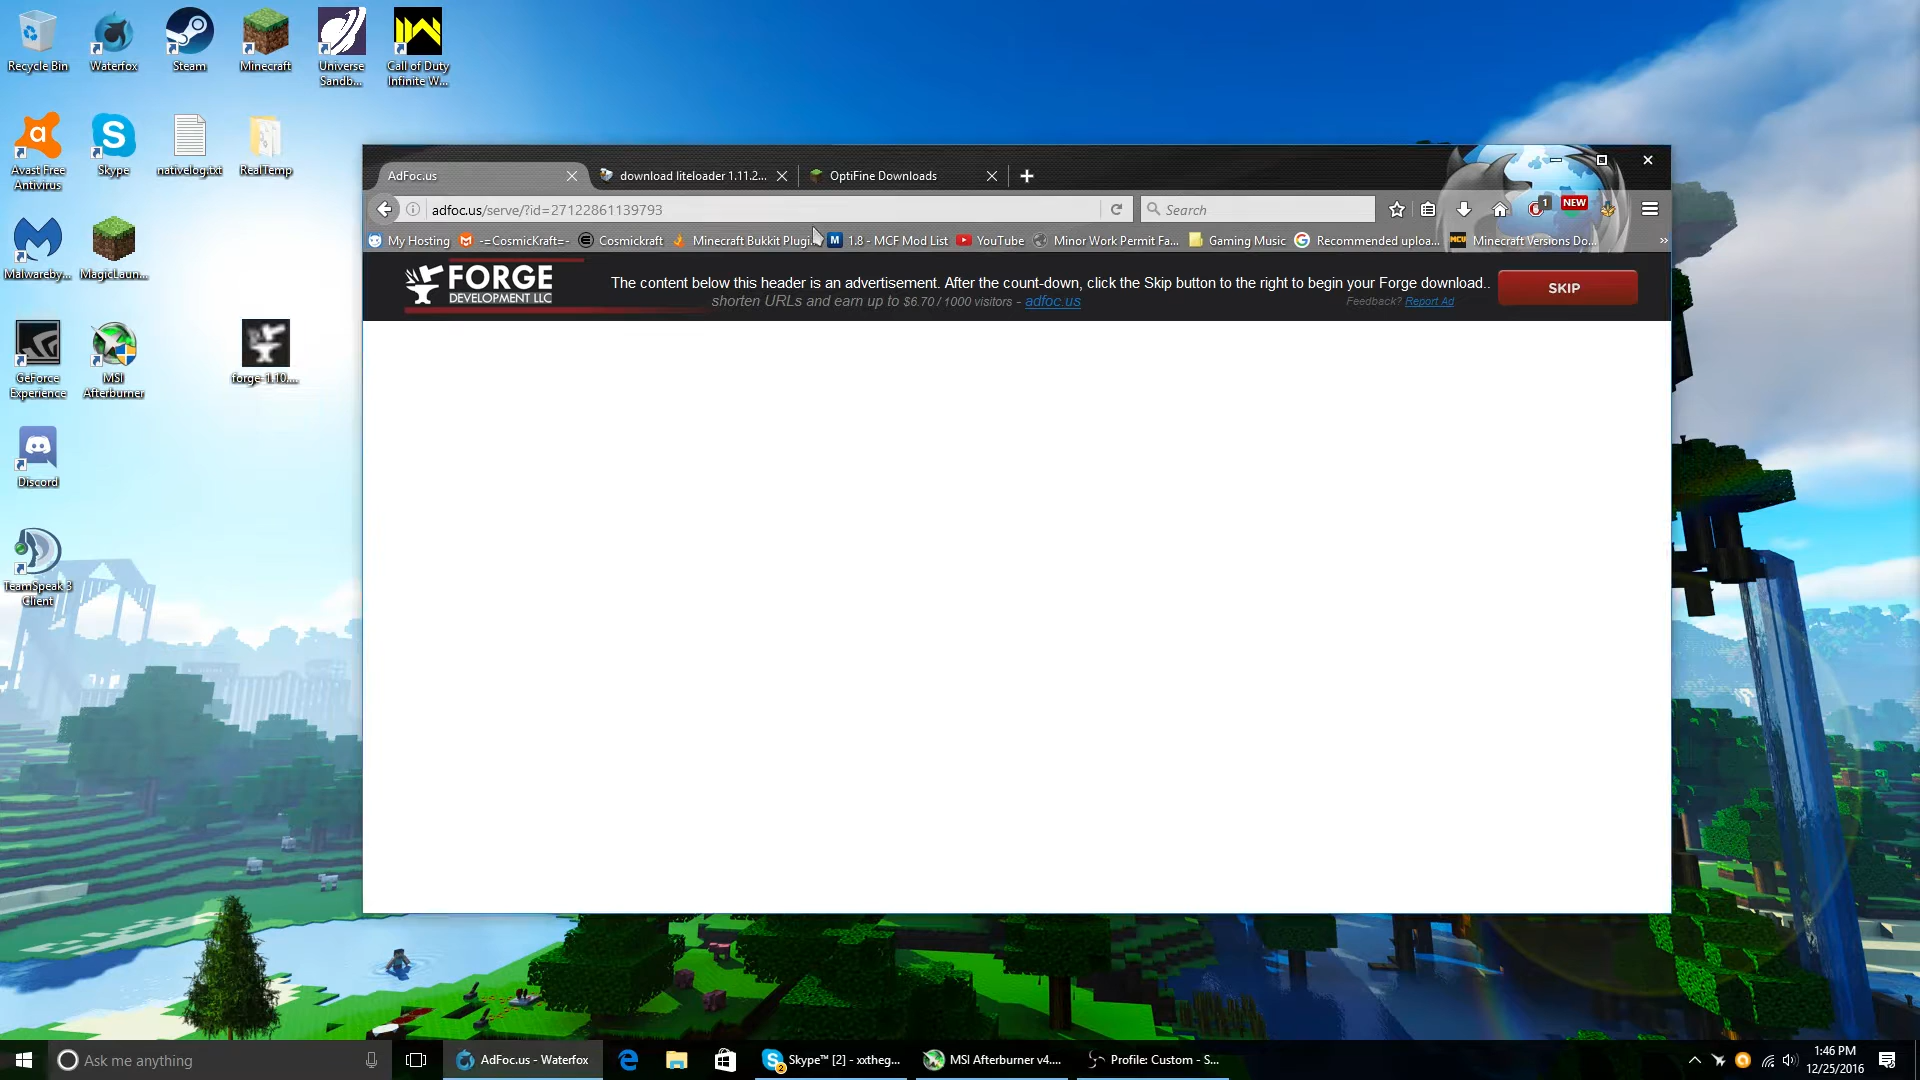 Recycle Bin
Waterfox
Steam
Minecraft
Universe
Sandb...
Call of Duty
Infinite W...
Avast Free
Antivirus
Skype
nativelog.txt
RealTemp
Malwareby...
MagicLaun...
GeForce
Experience
MSI
Afterburner
forge-1.10....
Discord
TeamSpeak 3
Client
AdFoc.us
download liteloader 1.11.2...
OptiFine Downloads
adfoc.us/serve/?id=27122861139793
Search
1
NEW
My Hosting
-=CosmicKraft=-
Cosmickraft
Minecraft Bukkit Plugi...
M
1.8 - MCF Mod List
YouTube
Minor Work Permit Fa...
Gaming Music
Recommended uploa...
MCU
Minecraft Versions Do...
»
FORGE
DEVELOPMENT LLC
The content below this header is an advertisement. After the count-down, click the Skip button to the right to begin your Forge download..
shorten URLs and earn up to $6.70 / 1000 visitors - adfoc.us
Feedback? Report Ad
SKIP
Ask me anything
AdFoc.us - Waterfox
2
Skype™ [2] - xxtheg...
MSI Afterburner v4....
Profile: Custom - S...
1:46 PM
12/25/2016